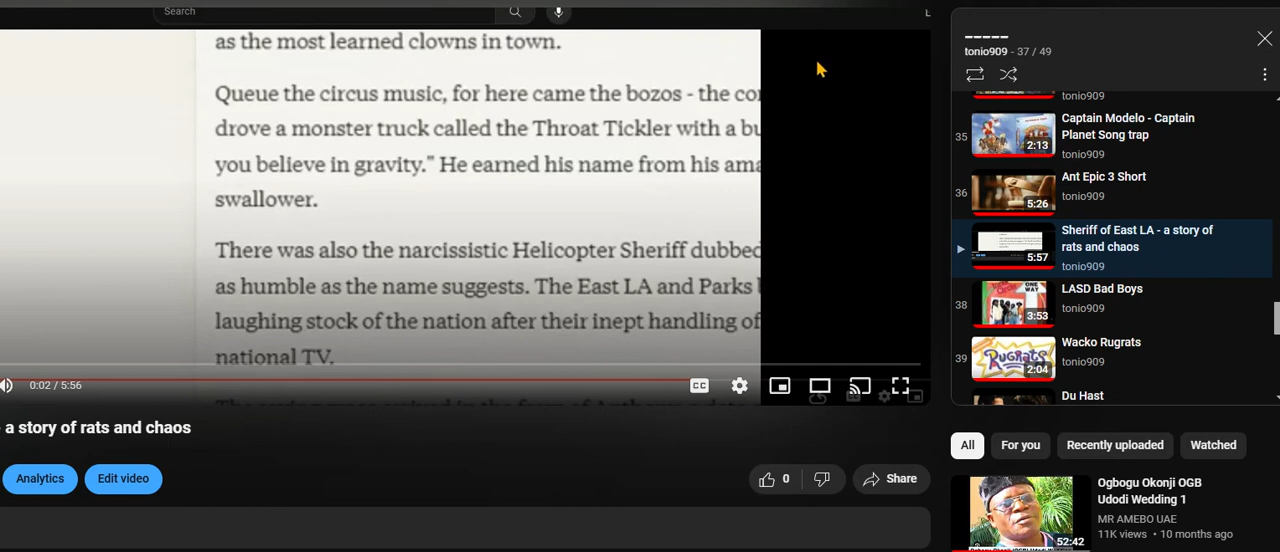 Search
as the most learned clowns in town.
Queue the circus music, for here came the bozos - the
drove a monster truck called the Throat Tickler with a
you believe in gravity." He earned his name from his
swallower.
There was also the narcissistic Helicopter Sheriff dubbed
as humble as the name suggests. The East LA and Parks
laughing stock of the nation after their inept handling of
national TV.
0:02 / 5:56
CC
a story of rats and chaos
Analytics
Edit video
0
Share
tonio909 - 37 / 49
tonio909
35
Captain Modelo - Captain
Planet Song trap
tonio909
2:13
36
Ant Epic 3 Short
tonio909
5:26
Sheriff of East LA - a story of
rats and chaos
tonio909
5:57
38
LASD Bad Boys
tonio909
ONE
WAY
3:53
39
Wacko Rugrats
tonio909
RUGRATS
2:04
Du Hast
All
For you
Recently uploaded
Watched
Ogbogu Okonji OGB
Udodi Wedding 1
MR AMEBO UAE
11K views • 10 months ago
52:42